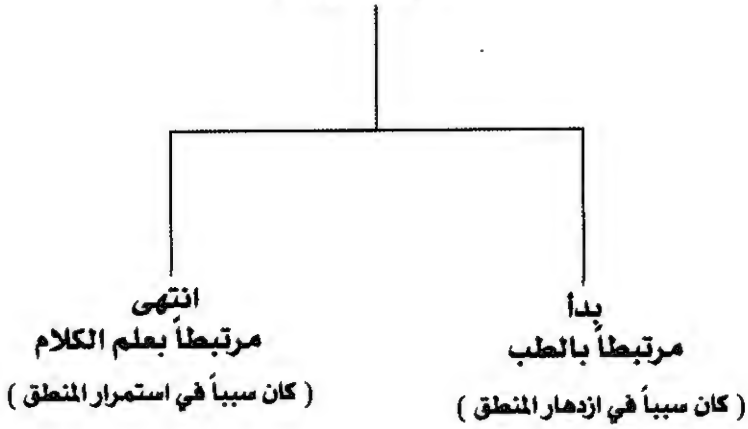 بدأ
مرتبطاً بالطب
( كان سبباً في ازدهار المنطق )
انتهى
مرتبطاً بعلم الكلام
( كان سبباً في استمرار المنطق )